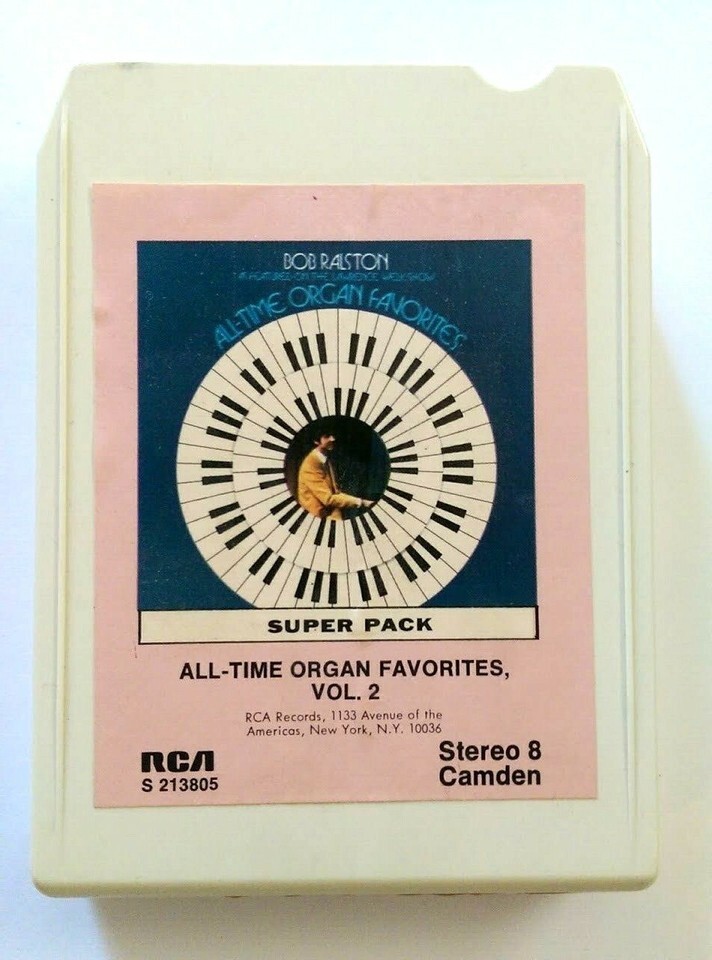 BOB RALSTON
AS FEATURED ON THE LAWRENCE WELK SHOW
ALL-TIME ORGAN FAVORITES
SUPER PACK
ALL-TIME ORGAN FAVORITES,
VOL. 2
RCA Records, 1133 Avenue of the
Americas, New York, N.Y. 10036
RCA
S 213805
Stereo 8
Camden